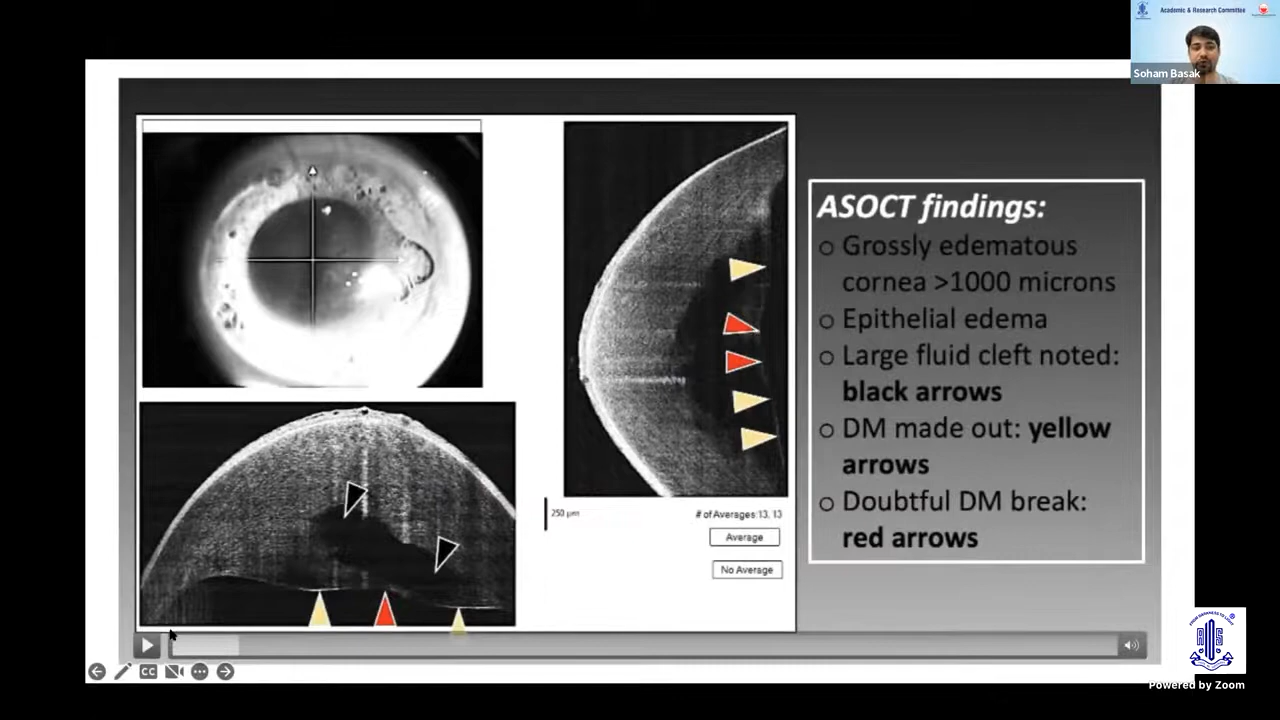 Academic & Research Committee
Soham Basak
ASOCT findings:
Grossly edematous
cornea >1000 microns
Epithelial edema
Large fluid cleft noted:
black arrows
DM made out: yellow
arrows
Doubtful DM break:
red arrows
250 µm
# of Averages:13, 13
Average
No Average
CC
Powered by Zoom